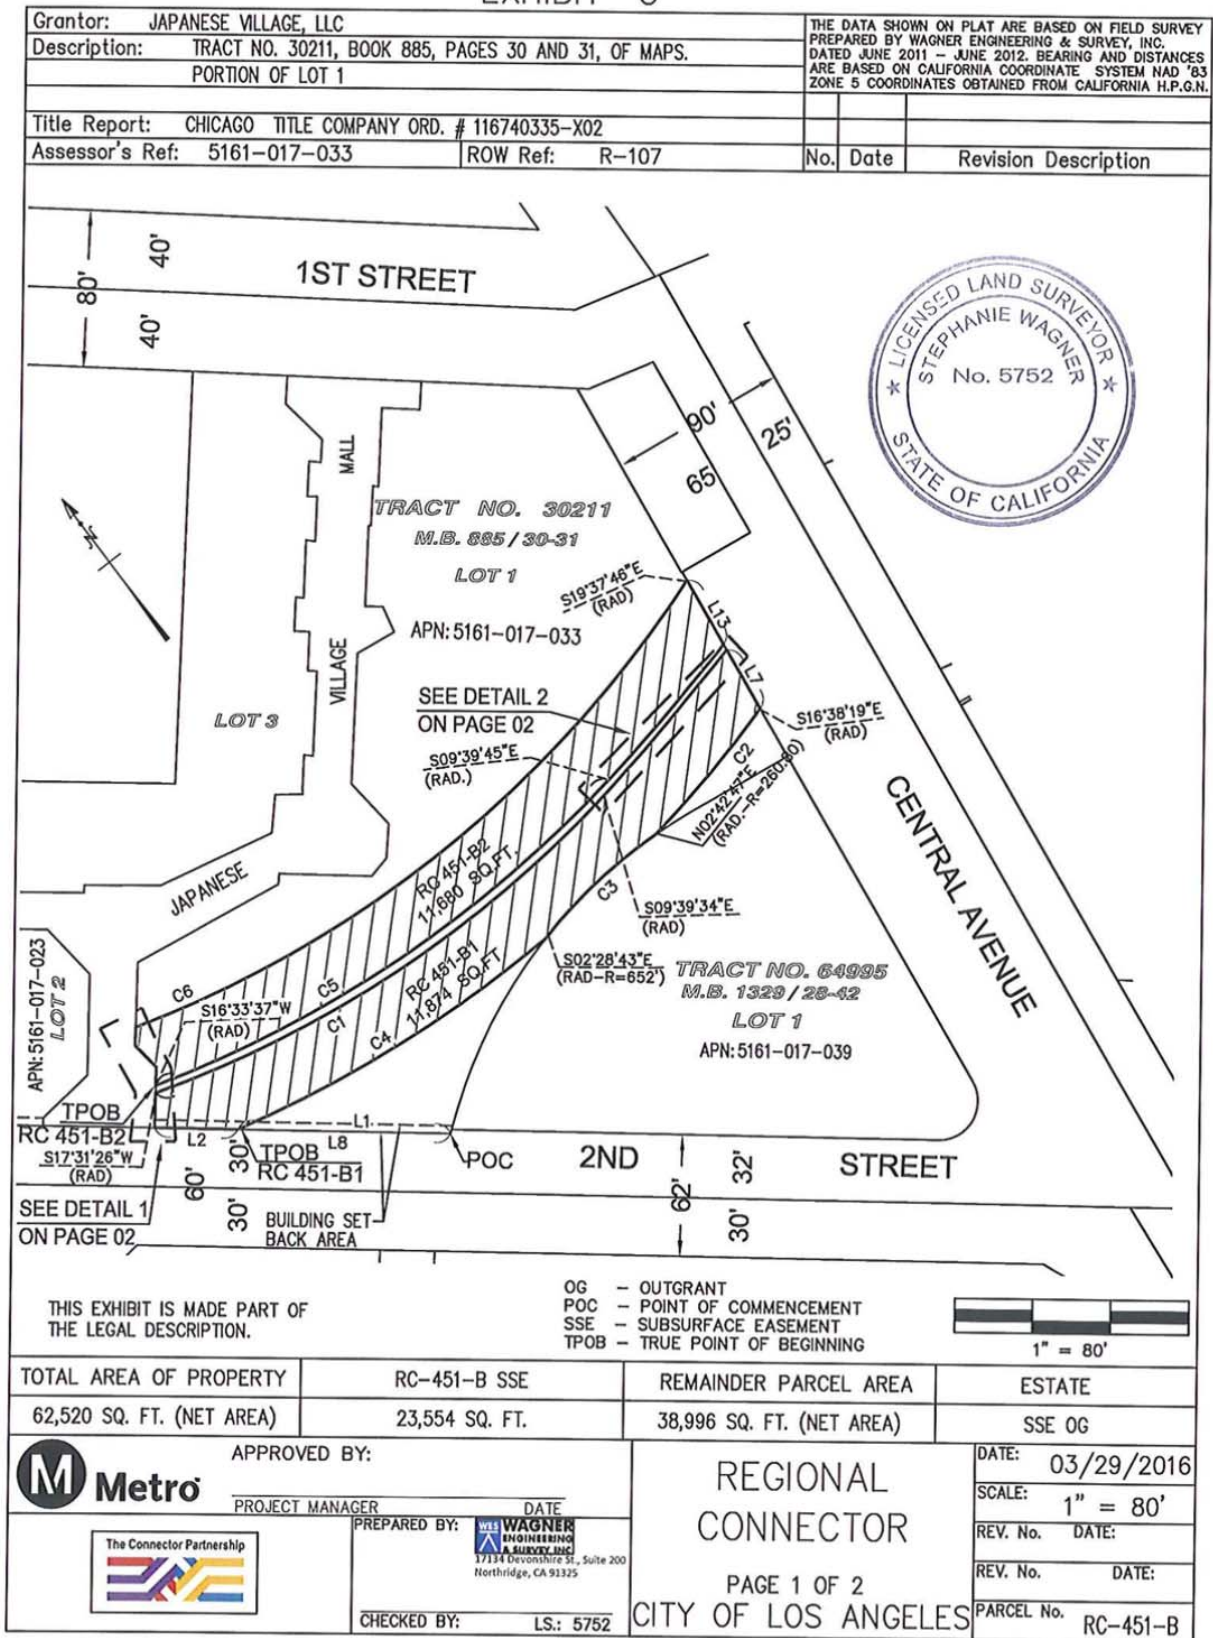 Grantor: JAPANESE VILLAGE, LLC
Description: TRACT NO. 30211, BOOK 885, PAGES 30 AND 31, OF MAPS.
PORTION OF LOT 1
THE DATA SHOWN ON PLAT ARE BASED ON FIELD SURVEY
PREPARED BY WAGNER ENGINEERING & SURVEY, INC.
DATED JUNE 2011 – JUNE 2012. BEARING AND DISTANCES
ARE BASED ON CALIFORNIA COORDINATE SYSTEM NAD '83
ZONE 5 COORDINATES OBTAINED FROM CALIFORNIA H.P.G.N.
Title Report: CHICAGO TITLE COMPANY ORD. # 116740335-X02
Assessor's Ref: 5161-017-033 ROW Ref: R-107
No. Date Revision Description
80'
40'
40'
1ST STREET
LICENSED LAND SURVEYOR
STEPHANIE WAGNER
No. 5752
STATE OF CALIFORNIA
90'
65'
25'
MALL
TRACT NO. 30211
M.B. 885 / 30-31
LOT 1
N
S19°37'46"E
(RAD)
L13
APN: 5161-017-033
VILLAGE
LOT 3
SEE DETAIL 2
ON PAGE 02
L7
S16°38'19"E
(RAD)
S09°39'45"E
(RAD.)
C2
N02°42'47"E
(RAD.-R=260.80)
CENTRAL AVENUE
RC 451-B2
11,680 SQ.FT.
JAPANESE
C3
S09°39'34"E
(RAD)
RC 451-B1
11,874 SQ.FT
S02°28'43"E
(RAD-R=652')
TRACT NO. 64995
M.B. 1329 / 28-42
LOT 1
APN: 5161-017-039
APN: 5161-017-023
LOT 2
C6
C5
S16°33'37"W
(RAD)
C1
C4
TPOB
RC 451-B2
S17°31'26"W
(RAD)
L1
L2
L8
TPOB
RC 451-B1
POC
2ND STREET
60'
30'
30'
62'
32'
30'
SEE DETAIL 1
ON PAGE 02
BUILDING SET
BACK AREA
THIS EXHIBIT IS MADE PART OF
THE LEGAL DESCRIPTION.
OG – OUTGRANT
POC – POINT OF COMMENCEMENT
SSE – SUBSURFACE EASEMENT
TPOB – TRUE POINT OF BEGINNING
1" = 80'
TOTAL AREA OF PROPERTY RC-451-B SSE REMAINDER PARCEL AREA ESTATE
62,520 SQ. FT. (NET AREA) 23,554 SQ. FT. 38,996 SQ. FT. (NET AREA) SSE OG
M Metro
APPROVED BY:
PROJECT MANAGER DATE
The Connector Partnership
PREPARED BY:
WES WAGNER
ENGINEERING
& SURVEY, INC
17134 Devonshire St., Suite 200
Northridge, CA 91325
CHECKED BY: LS.: 5752
REGIONAL
CONNECTOR
PAGE 1 OF 2
CITY OF LOS ANGELES
DATE: 03/29/2016
SCALE: 1" = 80'
REV. No. DATE:
REV. No. DATE:
PARCEL No. RC-451-B